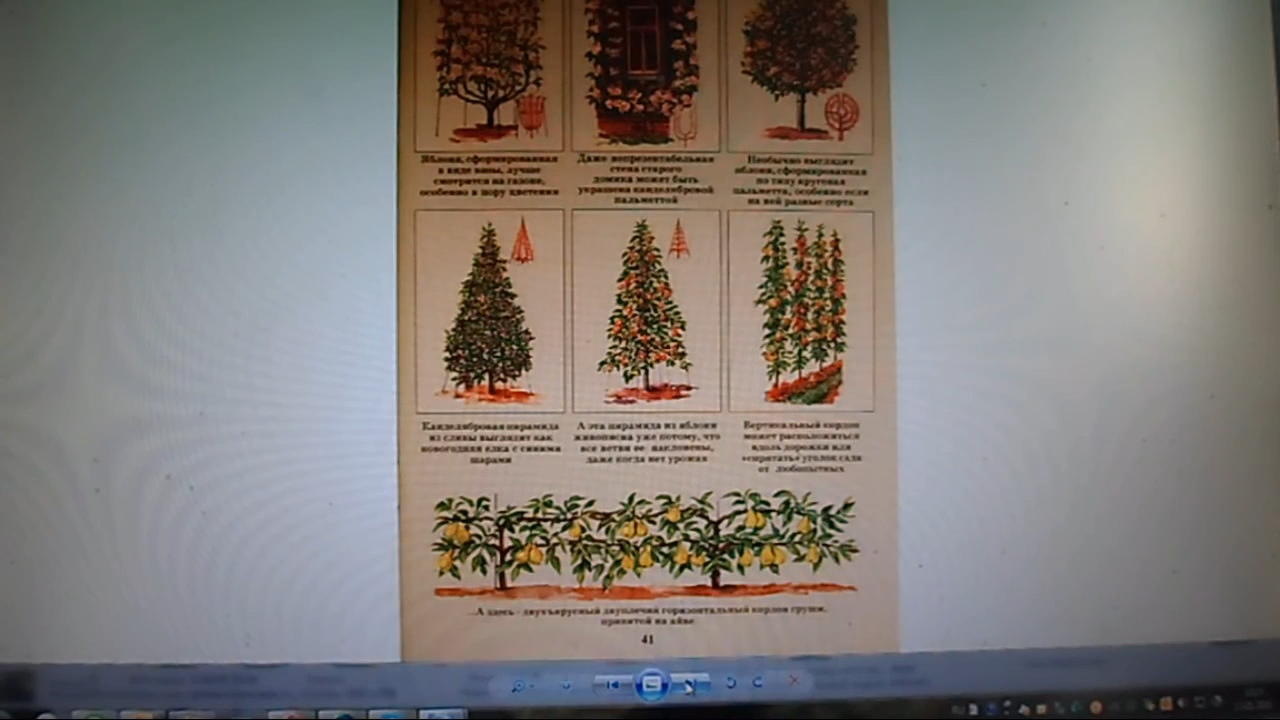 Яблоня, сформированная
в виде вазы, лучше
смотрится на газоне,
особенно в пору цветения
Даже непрезентабельная
стена старого
домика может быть
украшена канделябровой
пальметтой
Необычно выглядит
яблоня, сформированная
по типу круговая
пальметта, особенно если
на ней разные сорта
Канделябровая пирамида
из сливы выглядит как
новогодняя елка с синими
шарами
А эта пирамида из яблони
живописна уже потому, что
все ветви ее наклонены,
даже когда нет урожая
Вертикальный кордон
может расположиться
вдоль дорожки или
«спрятать» уголок сада
от любопытных
...А здесь - двухъярусный двуплечий горизонтальный кордон груши,
привитой на айве
41